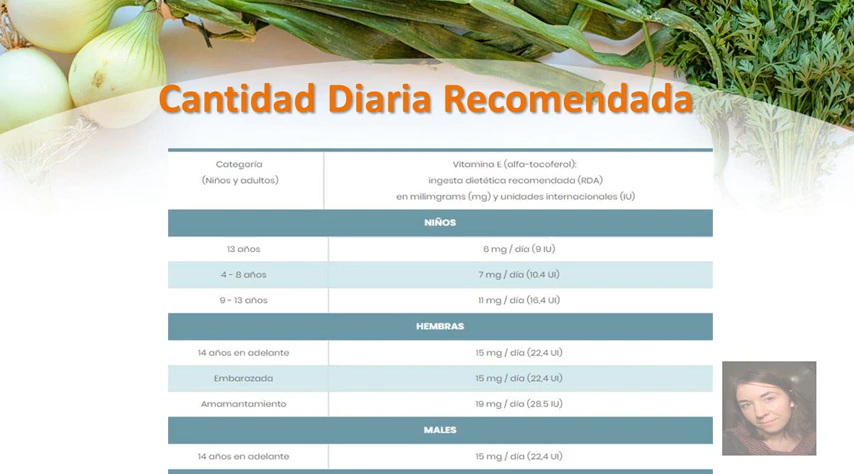 Cantidad Diaria Recomendada
Categoría
(Niños y adultos)
Vitamina E (alfa-tocoferol):
ingesta dietética recomendada (RDA)
en milimgrams (mg) y unidades internacionales (IU)
NIÑOS
13 años
6 mg / día (9 IU)
4 - 8 años
7 mg / día (10.4 UI)
9 - 13 años
11 mg / día (16,4 UI)
HEMBRAS
14 años en adelante
15 mg / día (22,4 UI)
Embarazada
15 mg / día (22,4 UI)
Amamantamiento
19 mg / día (28.5 IU)
MALES
14 años en adelante
15 mg / día (22,4 UI)